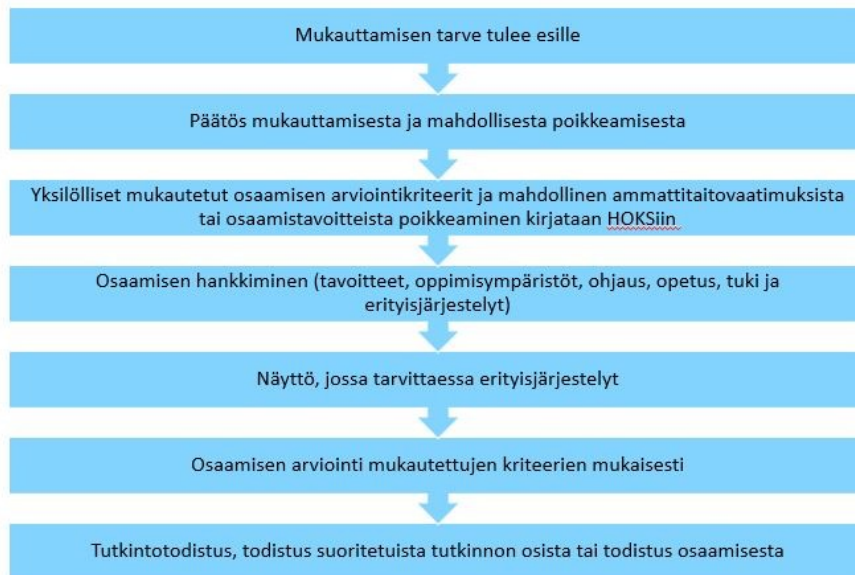 Mukauttamisen tarve tulee esille
Päätös mukauttamisesta ja mahdollisesta poikkeamisesta
Yksilölliset mukautetut osaamisen arviointikriteerit ja mahdollinen ammattitaitovaatimuksista
tai osaamistavoitteista poikkeaminen kirjataan HOKSiin
Osaamisen hankkiminen (tavoitteet, oppimisympäristöt, ohjaus, opetus, tuki ja
erityisjärjestelyt)
Näyttö, jossa tarvittaessa erityisjärjestelyt
Osaamisen arviointi mukautettujen kriteerien mukaisesti
Tutkintotodistus, todistus suoritetuista tutkinnon osista tai todistus osaamisesta